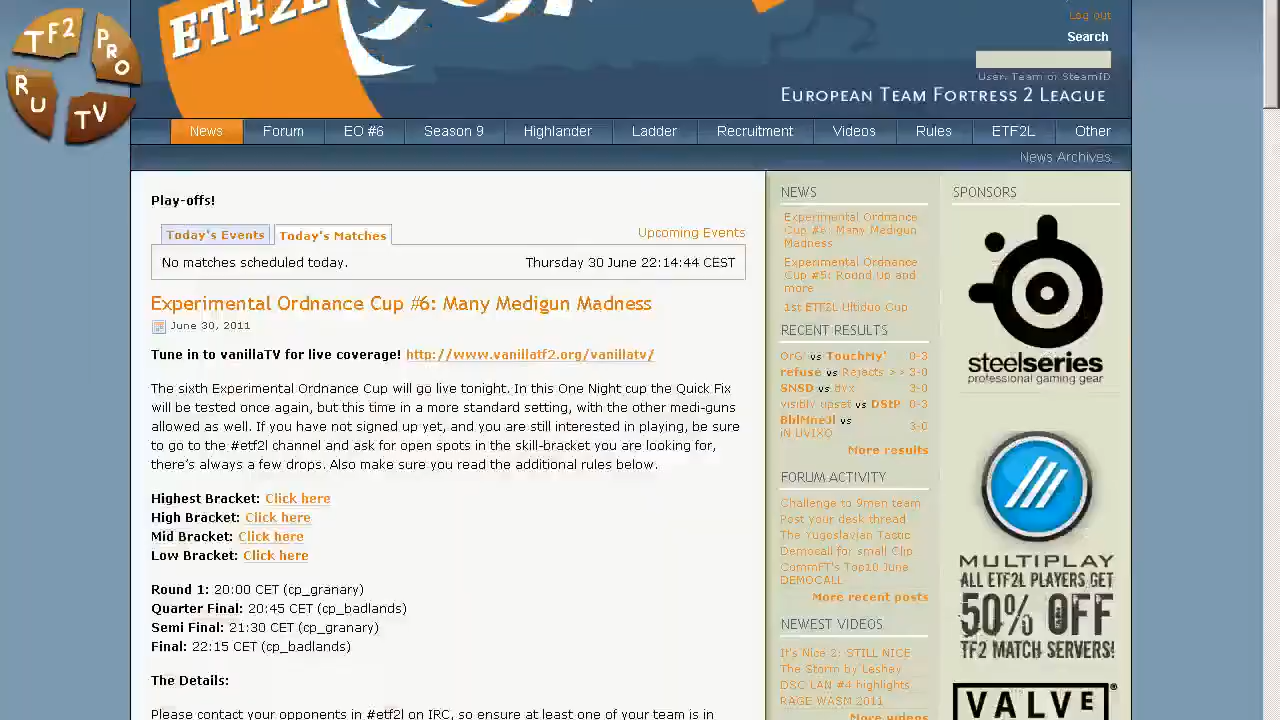 TF2
PRO
RU
TV
ETF2L
Log out
Search
User, Team or SteamID
European Team Fortress 2 League
News
Forum
EO #6
Season 9
Highlander
Ladder
Recruitment
Videos
Rules
ETF2L
Other
News Archives
Play-offs!
Today's Events
Today's Matches
Upcoming Events
No matches scheduled today.
Thursday 30 June 22:14:44 CEST
Experimental Ordnance Cup #6: Many Medigun Madness
June 30, 2011
Tune in to vanillaTV for live coverage! http://www.vanillatf2.org/vanillatv/
The sixth Experimental Ordnance Cup will go live tonight. In this One Night cup the Quick Fix
will be tested once again, but this time in a more standard setting, with the other medi-guns
allowed as well. If you have not signed up yet, and you are still interested in playing, be sure
to go to the #etf2l channel and ask for open spots in the skill-bracket you are looking for,
there's always a few drops. Also make sure you read the additional rules below.
Highest Bracket: Click here
High Bracket: Click here
Mid Bracket: Click here
Low Bracket: Click here
Round 1: 20:00 CET (cp_granary)
Quarter Final: 20:45 CET (cp_badlands)
Semi Final: 21:30 CET (cp_granary)
Final: 22:15 CET (cp_badlands)
The Details:
Please contact your opponents in #etf2l on IRC, so ensure at least one of your team is in
NEWS
Experimental Ordnance
Cup #6: Many Medigun
Madness
Experimental Ordnance
Cup #5: Round up and
more
1st ETF2L Ultiduo Cup
RECENT RESULTS
OrG' vs TouchMy' 0-3
refuse vs Rejects > > 3-0
SNSD vs 3-0
visibly upset vs DStP 0-3
vs
3-0
More results
FORUM ACTIVITY
Challenge to 9men team
Post your desk thread
The Yugoslavian Tactic
Democall for small Clip
CommFT's Top10 June
DEMOCALL
More recent posts
NEWEST VIDEOS
It's Nice 2: STILL NICE
The Storm by Leshay
DSC LAN #4 highlights
RAGE WASM 2011
More videos
SPONSORS
steelseries
professional gaming gear
MULTIPLAY
ALL ETF2L PLAYERS GET
50% OFF
TF2 MATCH SERVERS!
VALVE